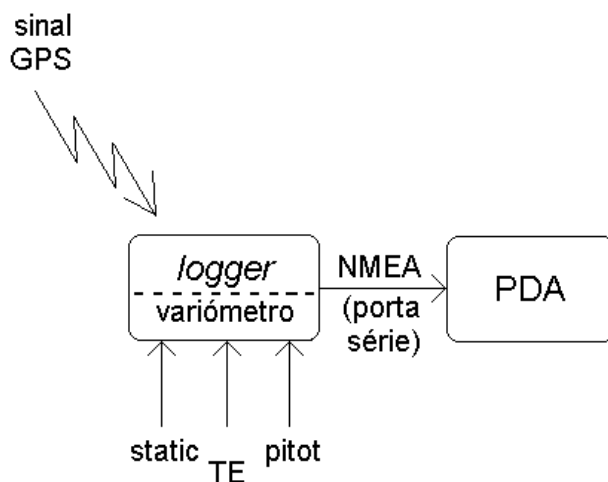 sinal
GPS
logger
variómetro
NMEA
(porta
série)
PDA
static
TE
pitot